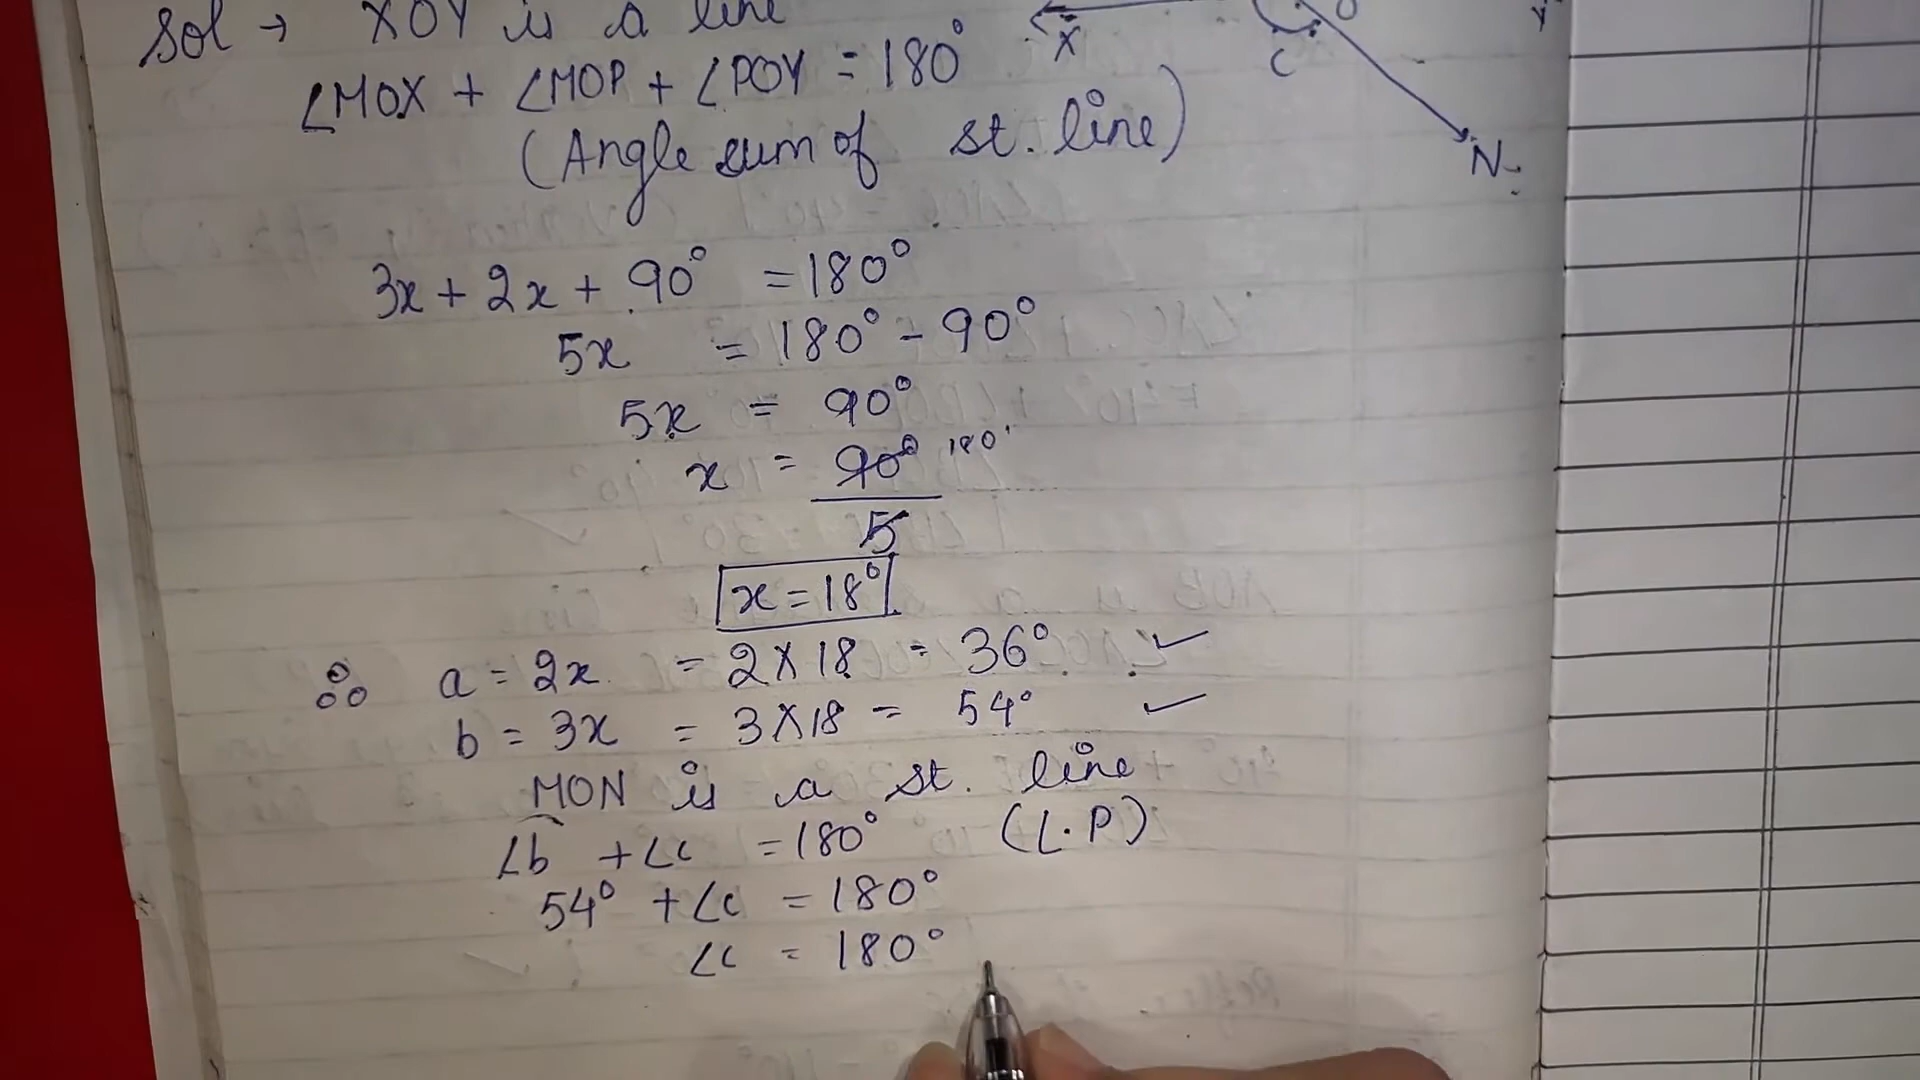 Sol → XOY is a line
∠MOX + ∠MOP + ∠POY = 180°
(Angle sum of st. line)
X
C
O
Y
N
3x + 2x + 90° = 180°
5x = 180° - 90°
5x = 90°
x = 90° 180°
5
x = 18°
∴ a = 2x = 2 X 18 = 36° ✓
b = 3x = 3 X 18 = 54° ✓
MON is a st. line
∠b + ∠c = 180° (L.P)
54° + ∠c = 180°
∠c = 180°